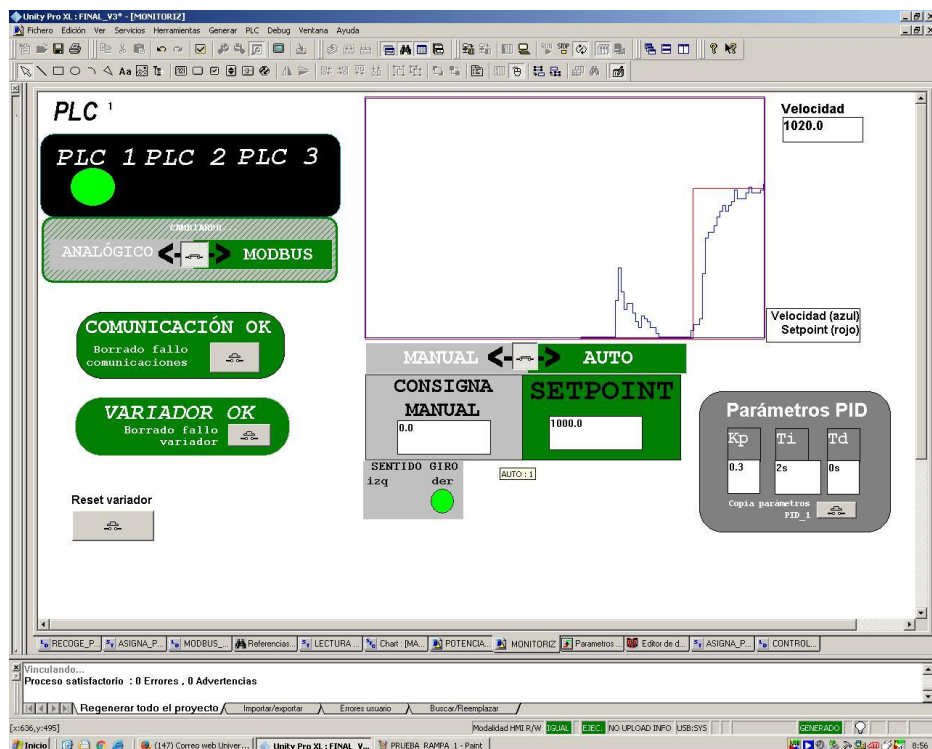 Unity Pro XL : FINAL_V3* - [MONITORIZ]
Fichero Edición Ver Servicios Herramientas Generar PLC Debug Ventana Ayuda
PLC 1
Velocidad
1020.0
PLC 1 PLC 2 PLC 3
CAMBIANDO...
ANALÓGICO <-> MODBUS
Velocidad (azul)
Setpoint (rojo)
COMUNICACIÓN OK
Borrado fallo
comunicaciones
MANUAL <-> AUTO
CONSIGNA
MANUAL
0.0
SETPOINT
1000.0
VARIADOR OK
Borrado fallo
variador
Parámetros PID
Kp Ti Td
0.3 2s 0s
Copia parámetros
PID_1
SENTIDO GIRO
izq der
AUTO : 1
Reset variador
RECOGE_P... ASIGNA_P... MODBUS_... Referencias... LECTURA ... Chart : [MA... POTENCIA... MONITORIZ Parametros ... Editor de d... ASIGNA_P... CONTROL...
Vinculando...
Proceso satisfactorio : 0 Errores , 0 Advertencias
Regenerar todo el proyecto Importar/exportar Errores usuario Buscar/Reemplazar
[x:636,y:495] Modalidad HMI R/W IGUAL EJEC. NO UPLOAD INFO USB:SYS GENERADO
Inicio (147) Correo web Univer... Unity Pro XL : FINAL_V... PRUEBA_RAMPA_1 - Paint 8:56